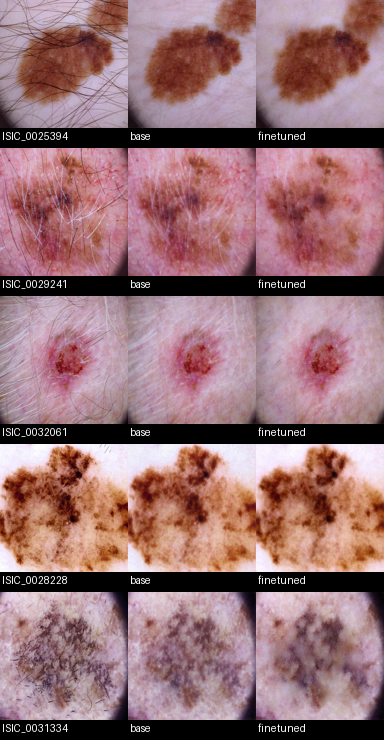 ISIC_0025394 base finetuned
ISIC_0029241 base finetuned
ISIC_0032061 base finetuned
ISIC_0028228 base finetuned
ISIC_0031334 base finetuned